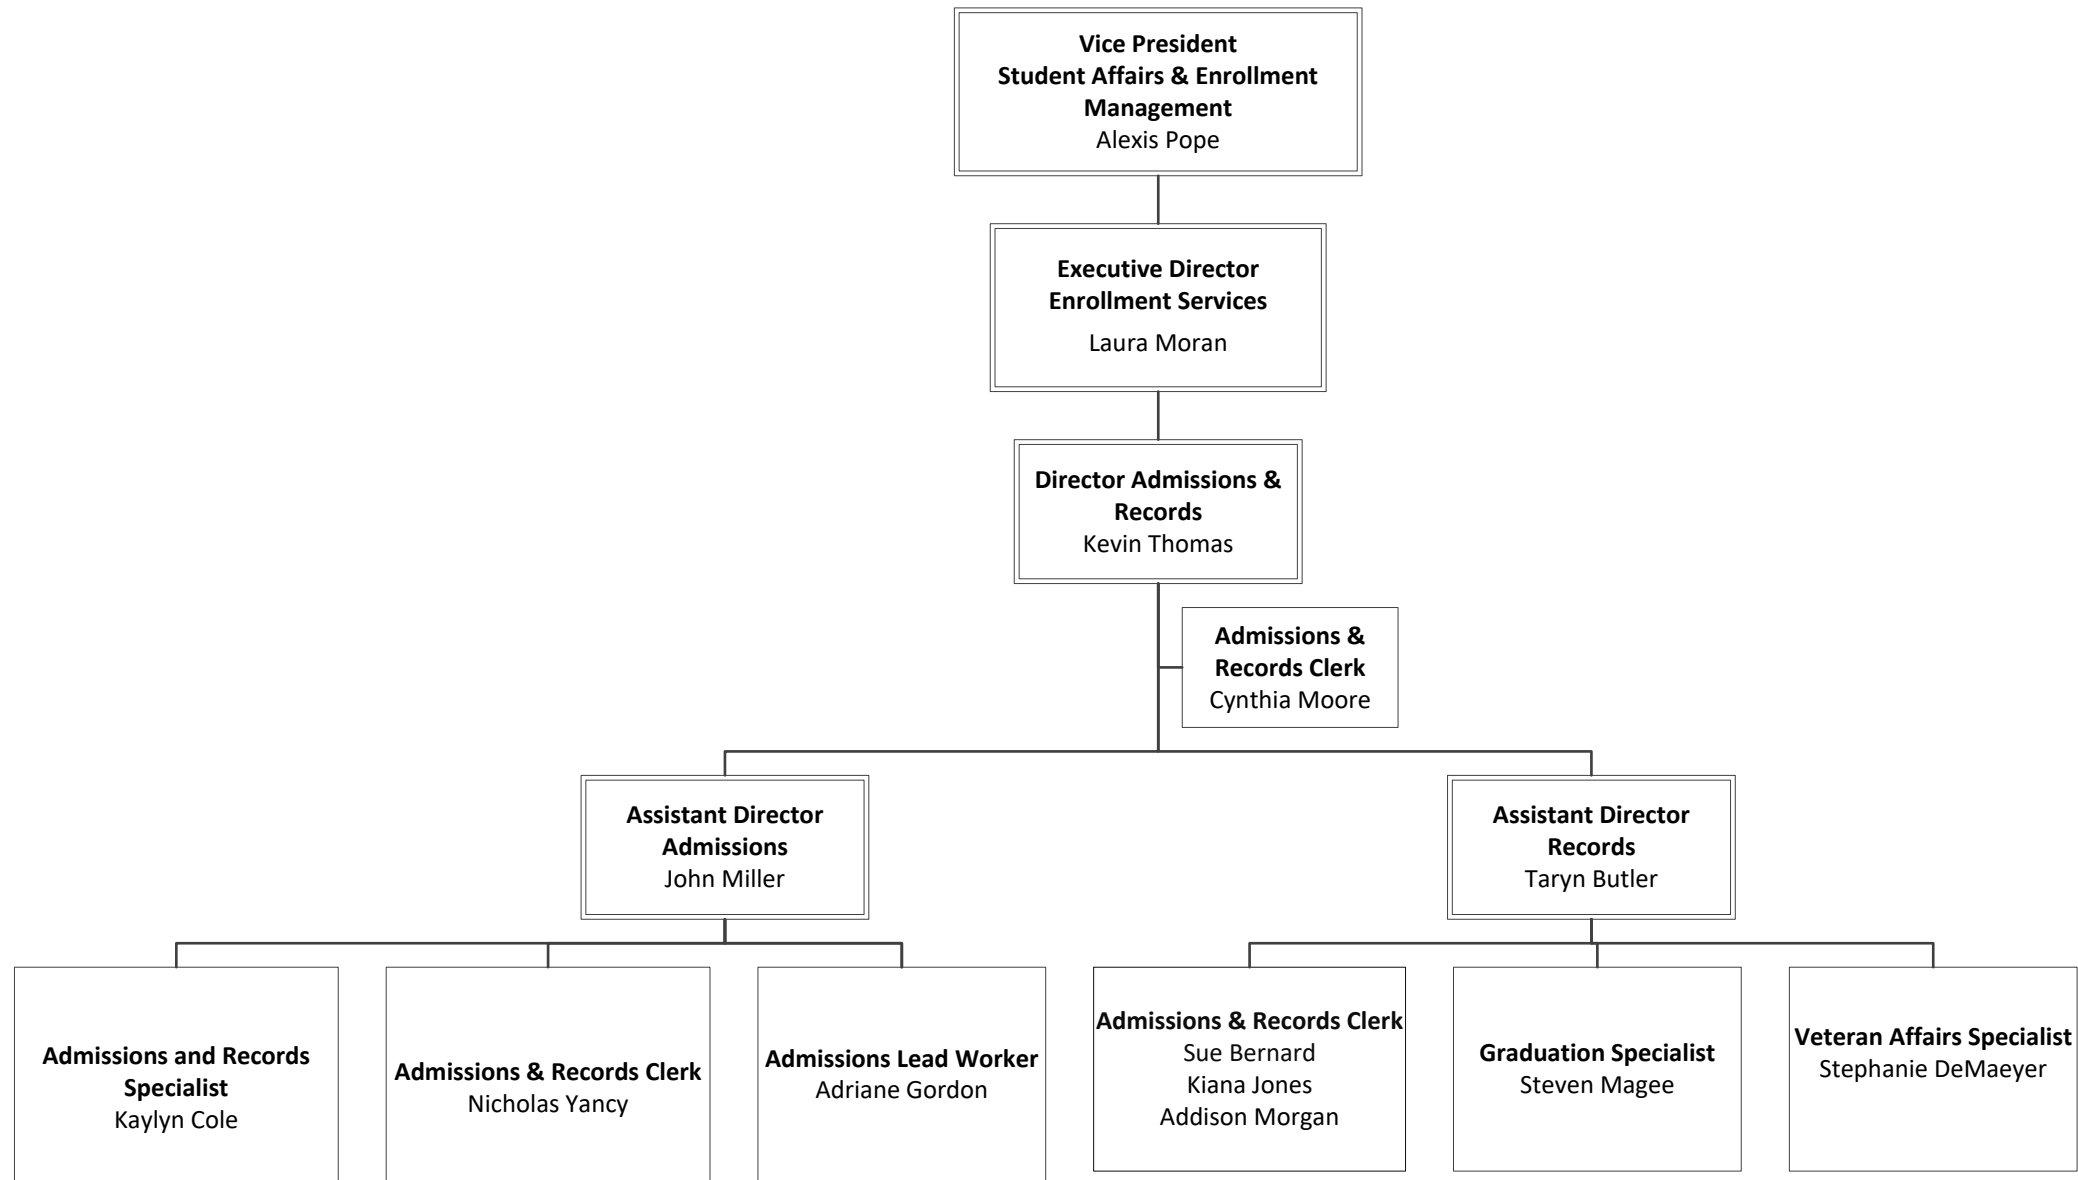 Vice President
Student Affairs & Enrollment
Management
Alexis Pope
Executive Director
Enrollment Services
Laura Moran
Director Admissions &
Records
Kevin Thomas
Admissions &
Records Clerk
Cynthia Moore
Assistant Director
Admissions
John Miller
Assistant Director
Records
Taryn Butler
Admissions and Records
Specialist
Kaylyn Cole
Admissions & Records Clerk
Nicholas Yancy
Admissions Lead Worker
Adriane Gordon
Admissions & Records Clerk
Sue Bernard
Kiana Jones
Addison Morgan
Graduation Specialist
Steven Magee
Veteran Affairs Specialist
Stephanie DeMaeyer